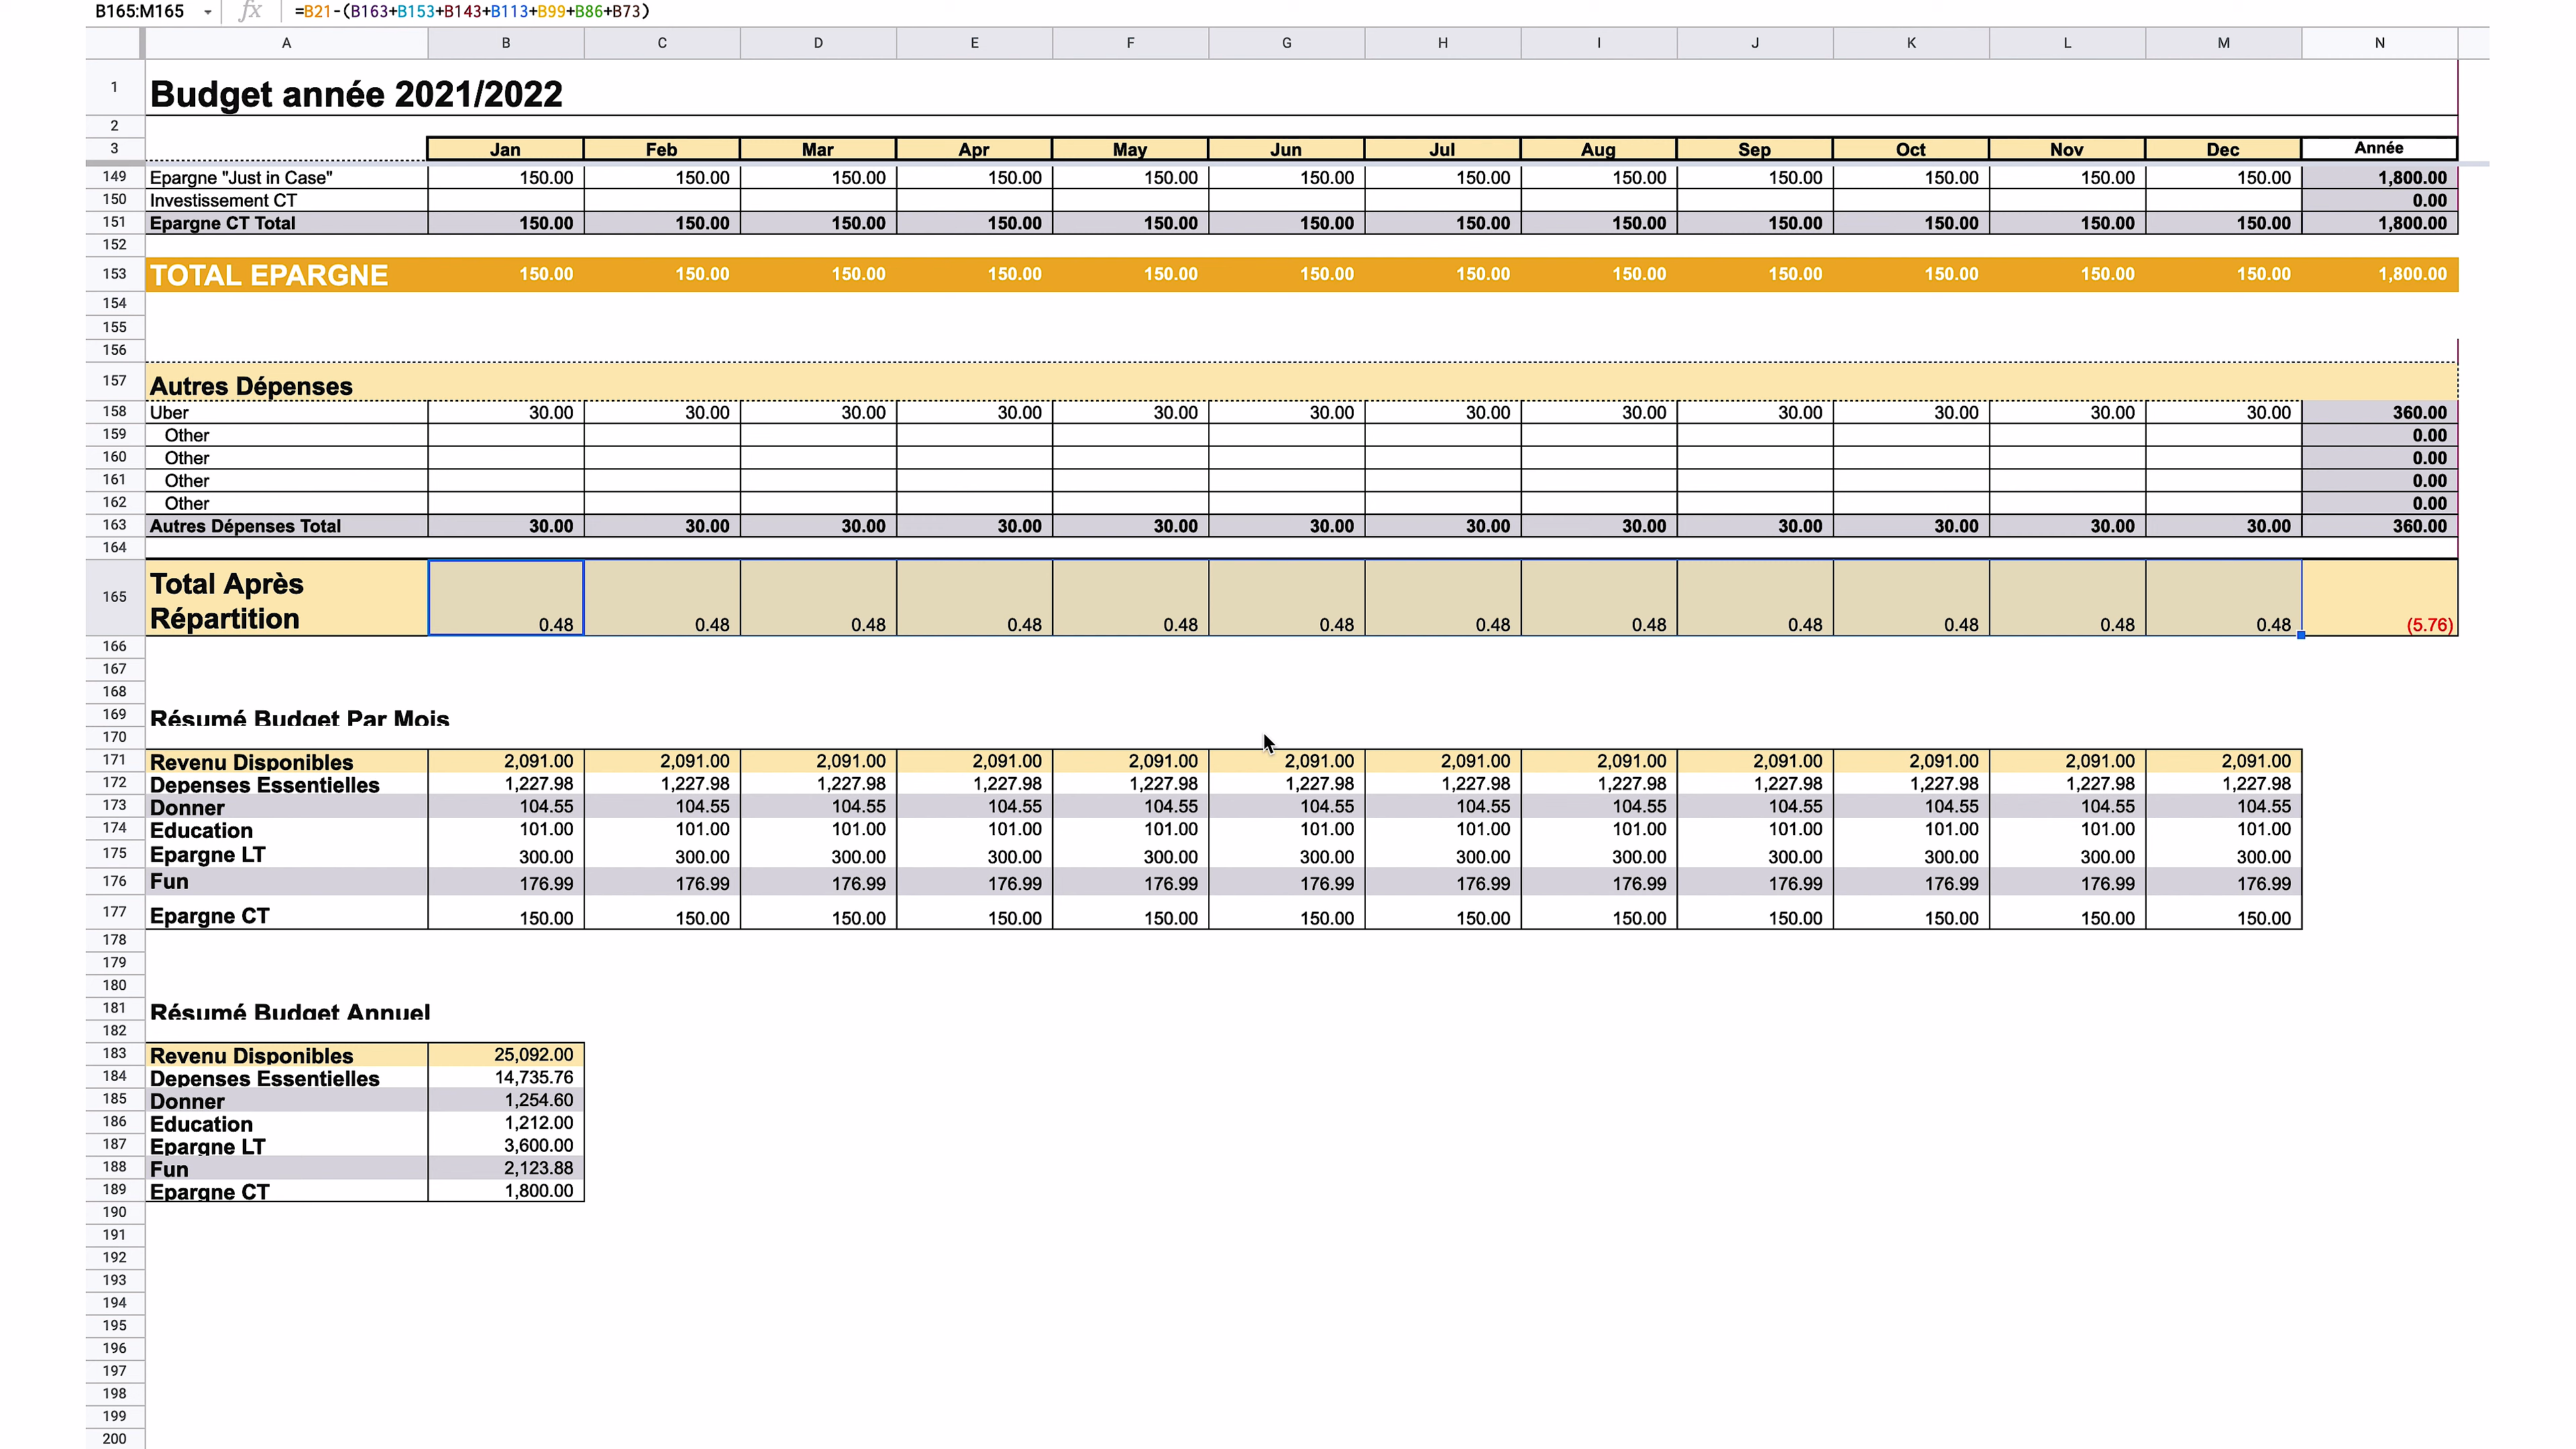 B165:M165 fx =B21-(B163+B153+B143+B113+B99+B86+B73)
A B C D E F G H I J K L M N
1 Budget année 2021/2022
2
3 Jan Feb Mar Apr May Jun Jul Aug Sep Oct Nov Dec Année
149 Epargne "Just in Case" 150.00 150.00 150.00 150.00 150.00 150.00 150.00 150.00 150.00 150.00 150.00 150.00 1,800.00
150 Investissement CT 0.00
151 Epargne CT Total 150.00 150.00 150.00 150.00 150.00 150.00 150.00 150.00 150.00 150.00 150.00 150.00 1,800.00
152
153 TOTAL EPARGNE 150.00 150.00 150.00 150.00 150.00 150.00 150.00 150.00 150.00 150.00 150.00 150.00 1,800.00
154
155
156
157 Autres Dépenses
158 Uber 30.00 30.00 30.00 30.00 30.00 30.00 30.00 30.00 30.00 30.00 30.00 30.00 360.00
159 Other 0.00
160 Other 0.00
161 Other 0.00
162 Other 0.00
163 Autres Dépenses Total 30.00 30.00 30.00 30.00 30.00 30.00 30.00 30.00 30.00 30.00 30.00 30.00 360.00
164
Total Après
165 Répartition 0.48 0.48 0.48 0.48 0.48 0.48 0.48 0.48 0.48 0.48 0.48 0.48 (5.76)
166
167
168
169 Résumé Budget Par Mois
170
171 Revenu Disponibles 2,091.00 2,091.00 2,091.00 2,091.00 2,091.00 2,091.00 2,091.00 2,091.00 2,091.00 2,091.00 2,091.00 2,091.00
172 Depenses Essentielles 1,227.98 1,227.98 1,227.98 1,227.98 1,227.98 1,227.98 1,227.98 1,227.98 1,227.98 1,227.98 1,227.98 1,227.98
173 Donner 104.55 104.55 104.55 104.55 104.55 104.55 104.55 104.55 104.55 104.55 104.55 104.55
174 Education 101.00 101.00 101.00 101.00 101.00 101.00 101.00 101.00 101.00 101.00 101.00 101.00
175 Epargne LT 300.00 300.00 300.00 300.00 300.00 300.00 300.00 300.00 300.00 300.00 300.00 300.00
176 Fun 176.99 176.99 176.99 176.99 176.99 176.99 176.99 176.99 176.99 176.99 176.99 176.99
177 Epargne CT 150.00 150.00 150.00 150.00 150.00 150.00 150.00 150.00 150.00 150.00 150.00 150.00
178
179
180
181 Résumé Budget Annuel
182
183 Revenu Disponibles 25,092.00
184 Depenses Essentielles 14,735.76
185 Donner 1,254.60
186 Education 1,212.00
187 Epargne LT 3,600.00
188 Fun 2,123.88
189 Epargne CT 1,800.00
190
191
192
193
194
195
196
197
198
199
200